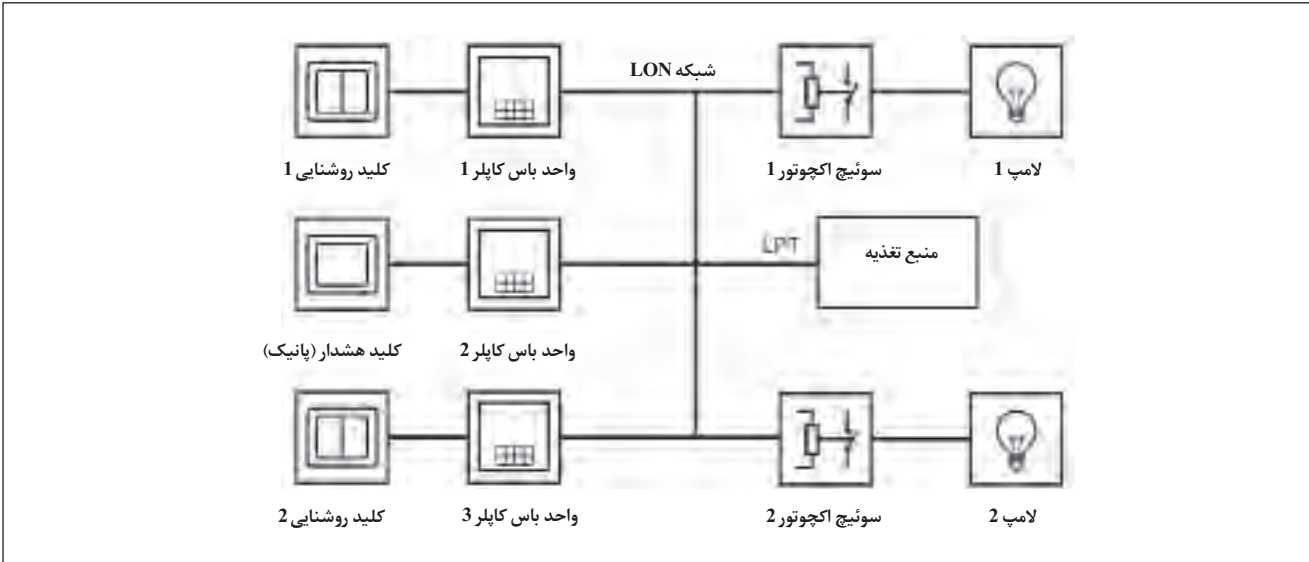 شبکه LON
کلید روشنایی 1
واحد باس کاپلر 1
سوئیچ اکچوتور 1
لامپ 1
LPT
منبع تغذیه
کلید هشدار (پانیک)
واحد باس کاپلر 2
کلید روشنایی 2
واحد باس کاپلر 3
سوئیچ اکچوتور 2
لامپ 2